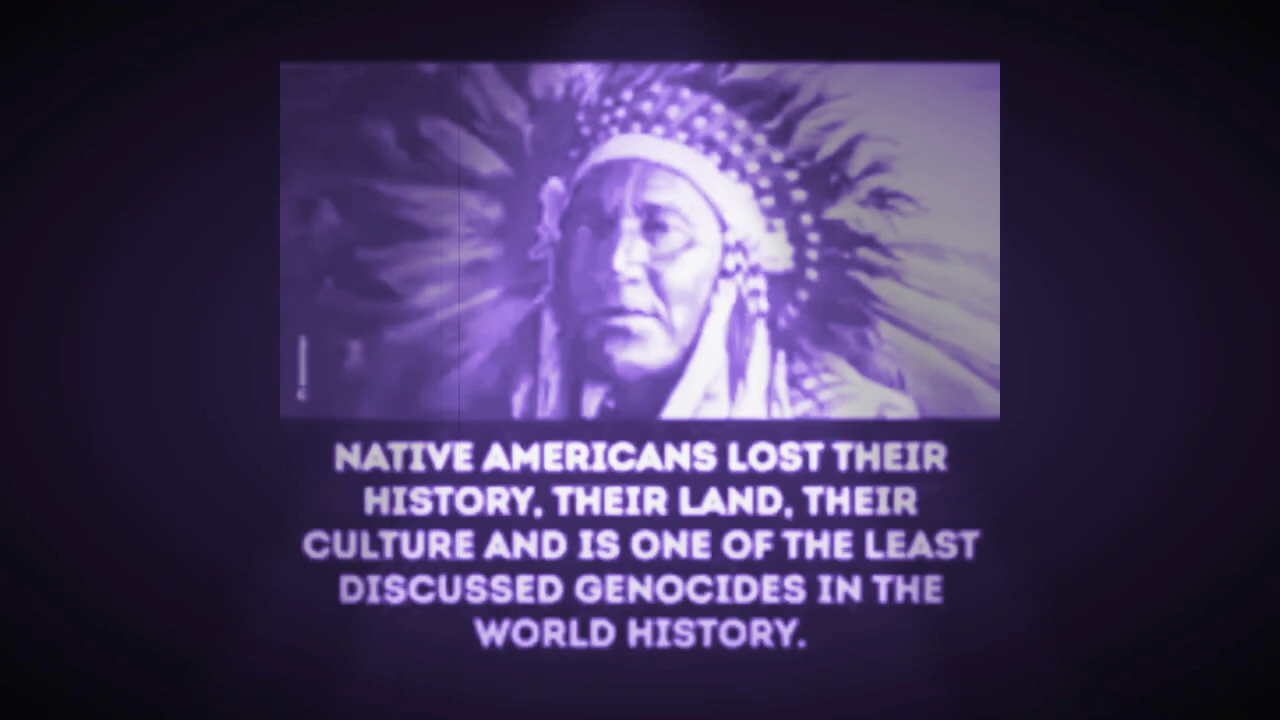 NATIVE AMERICANS LOST THEIR
HISTORY, THEIR LAND, THEIR
CULTURE AND IS ONE OF THE LEAST
DISCUSSED GENOCIDES IN THE
WORLD HISTORY.